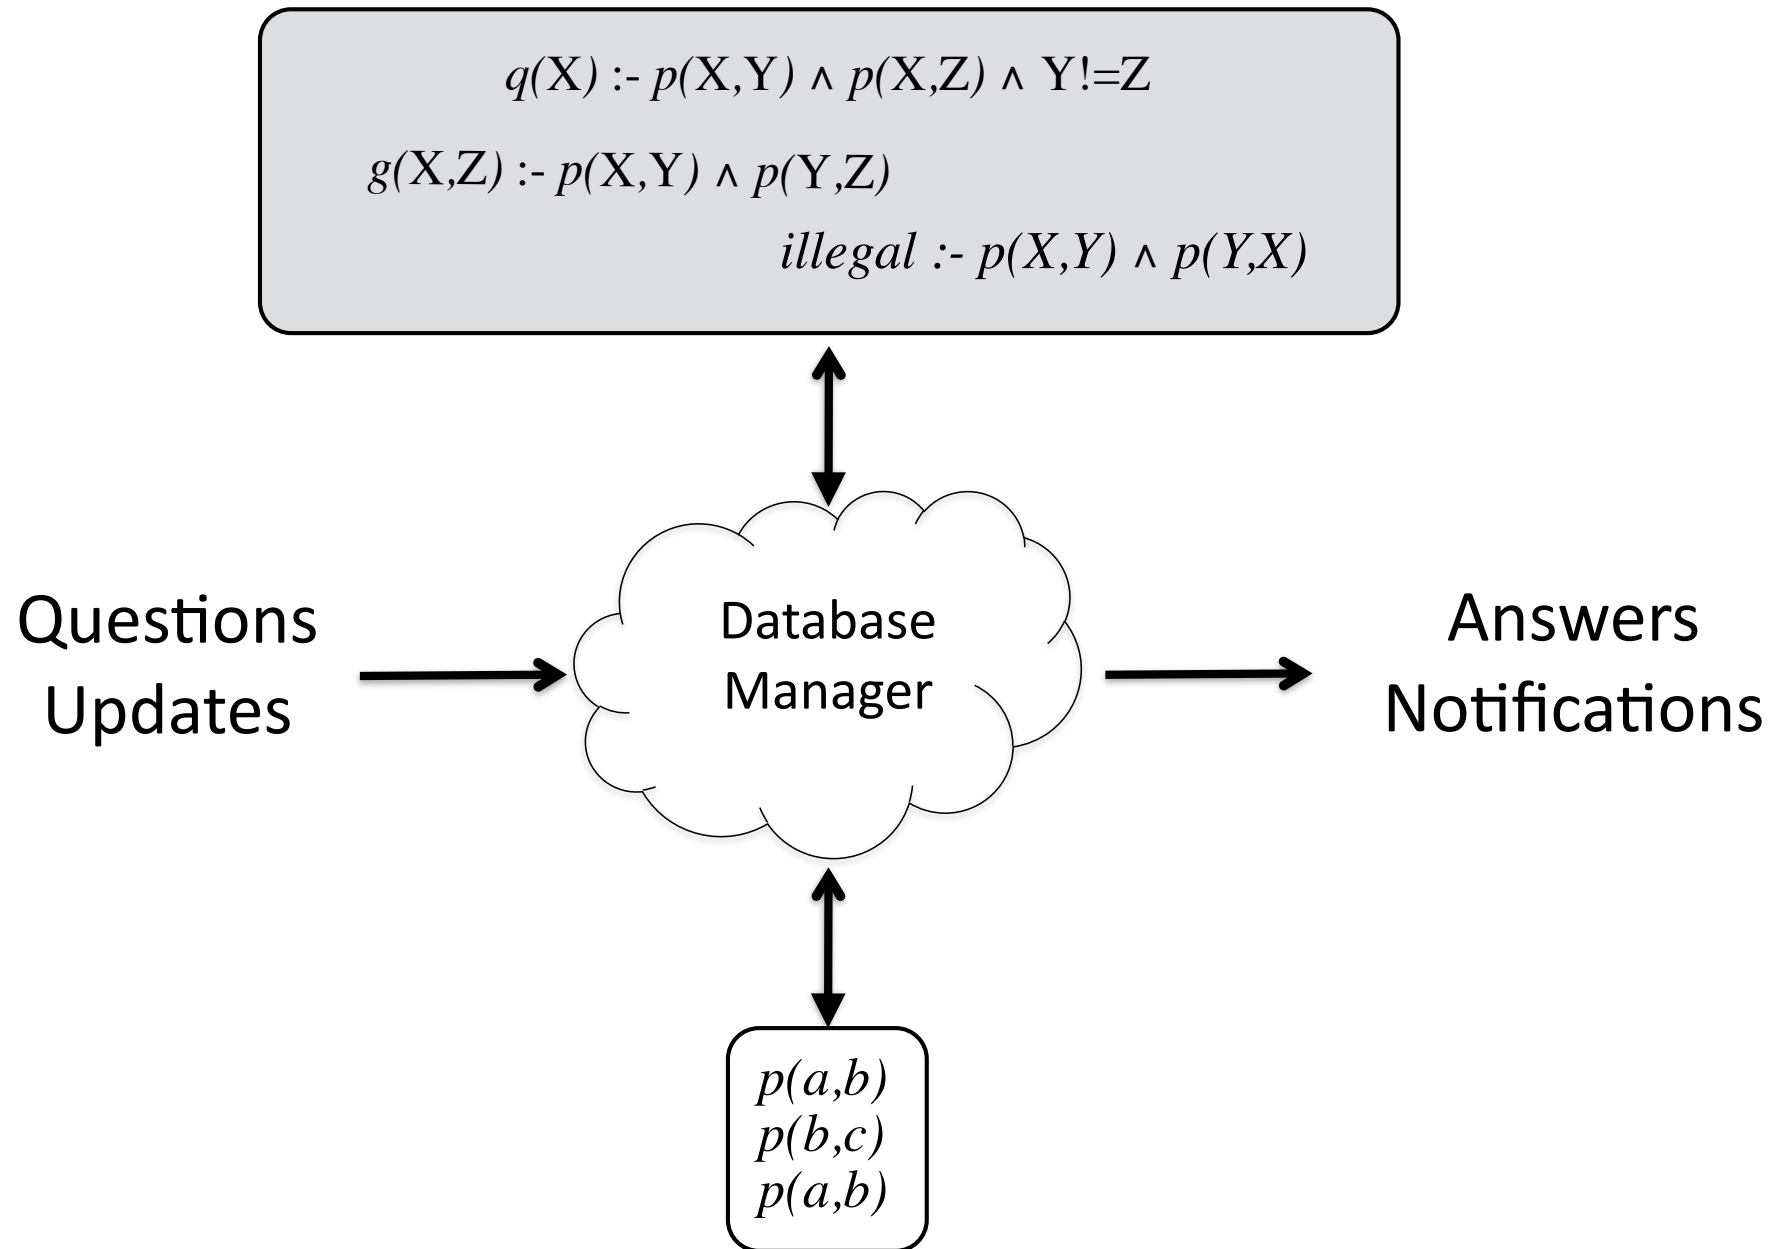 q(X) :- p(X,Y) ∧ p(X,Z) ∧ Y!=Z
g(X,Z) :- p(X,Y) ∧ p(Y,Z)
illegal :- p(X,Y) ∧ p(Y,X)
Questions
Updates
Database
Manager
Answers
Notifications
p(a,b)
p(b,c)
p(a,b)